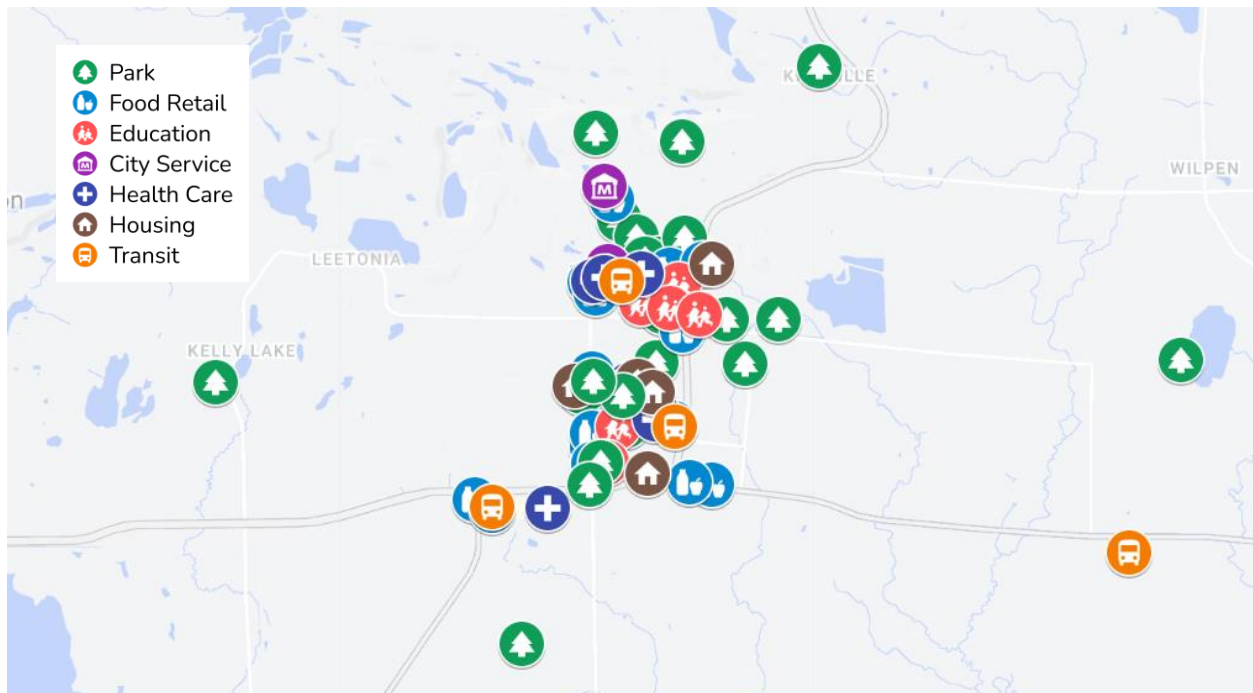 Park
Food Retail
Education
City Service
Health Care
Housing
Transit
WILPEN
LEETONIA
KELLY LAKE